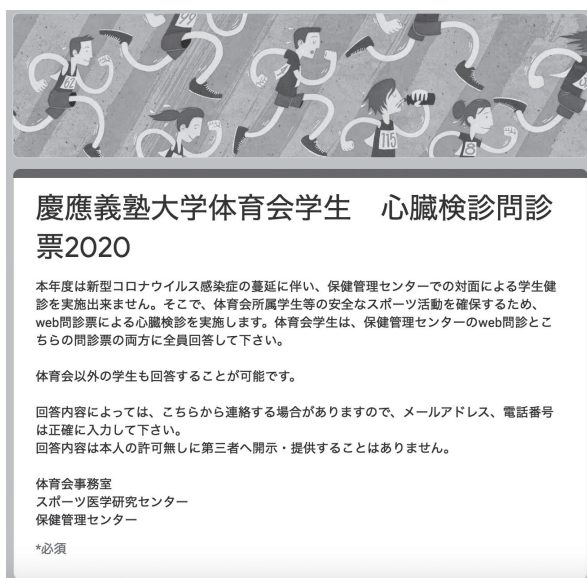 99
62
115
8
慶應義塾大学体育会学生　心臓検診問診
票2020
本年度は新型コロナウイルス感染症の蔓延に伴い、保健管理センターでの対面による学生健
診を実施出来ません。そこで、体育会所属学生等の安全なスポーツ活動を確保するため、
web問診票による心臓検診を実施します。体育会学生は、保健管理センターのweb問診とこ
ちらの問診票の両方に全員回答して下さい。
体育会以外の学生も回答することが可能です。
回答内容によっては、こちらから連絡する場合がありますので、メールアドレス、電話番号
は正確に入力して下さい。
回答内容は本人の許可無しに第三者へ開示・提供することはありません。
体育会事務室
スポーツ医学研究センター
保健管理センター
*必須